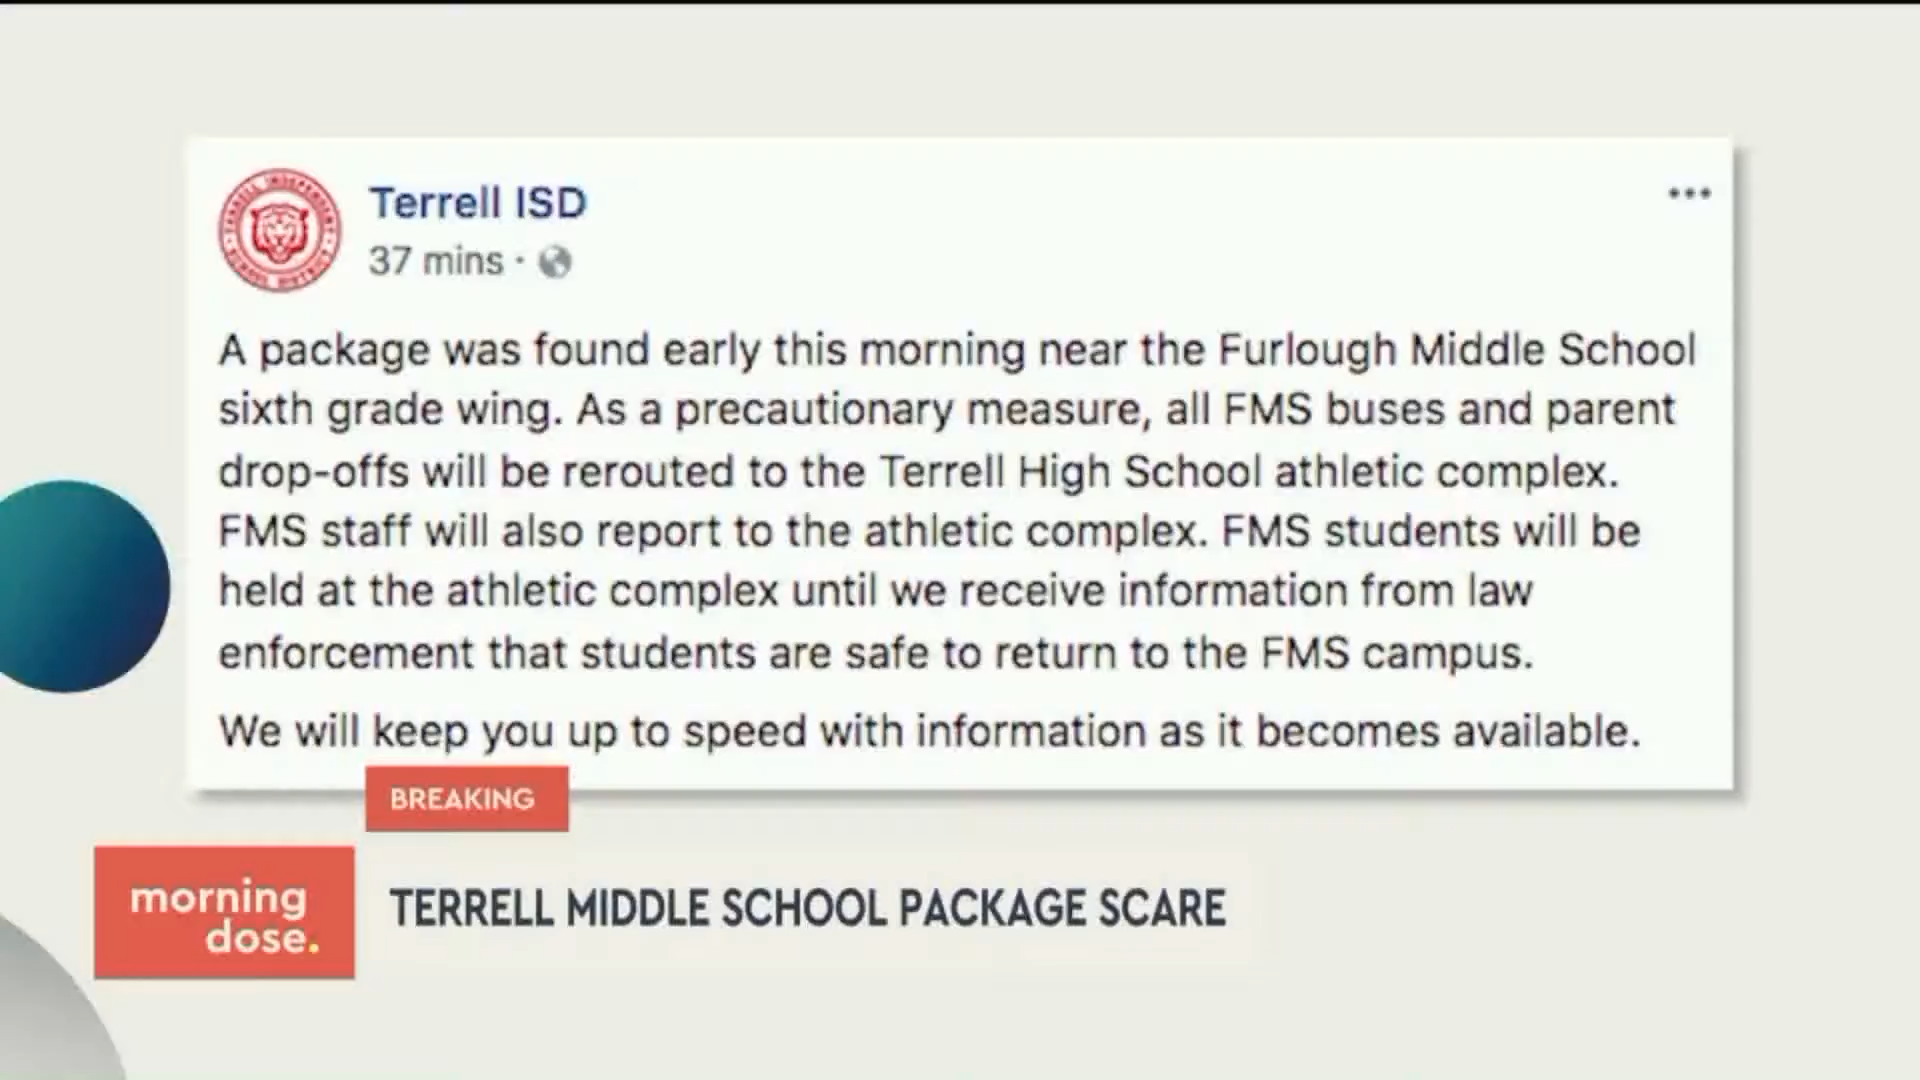 Terrell ISD
37 mins ·
A package was found early this morning near the Furlough Middle School
sixth grade wing. As a precautionary measure, all FMS buses and parent
drop-offs will be rerouted to the Terrell High School athletic complex.
FMS staff will also report to the athletic complex. FMS students will be
held at the athletic complex until we receive information from law
enforcement that students are safe to return to the FMS campus.
We will keep you up to speed with information as it becomes available.
BREAKING
morning
dose.
TERRELL MIDDLE SCHOOL PACKAGE SCARE
TERRELL INDEPENDENT
SCHOOL DISTRICT